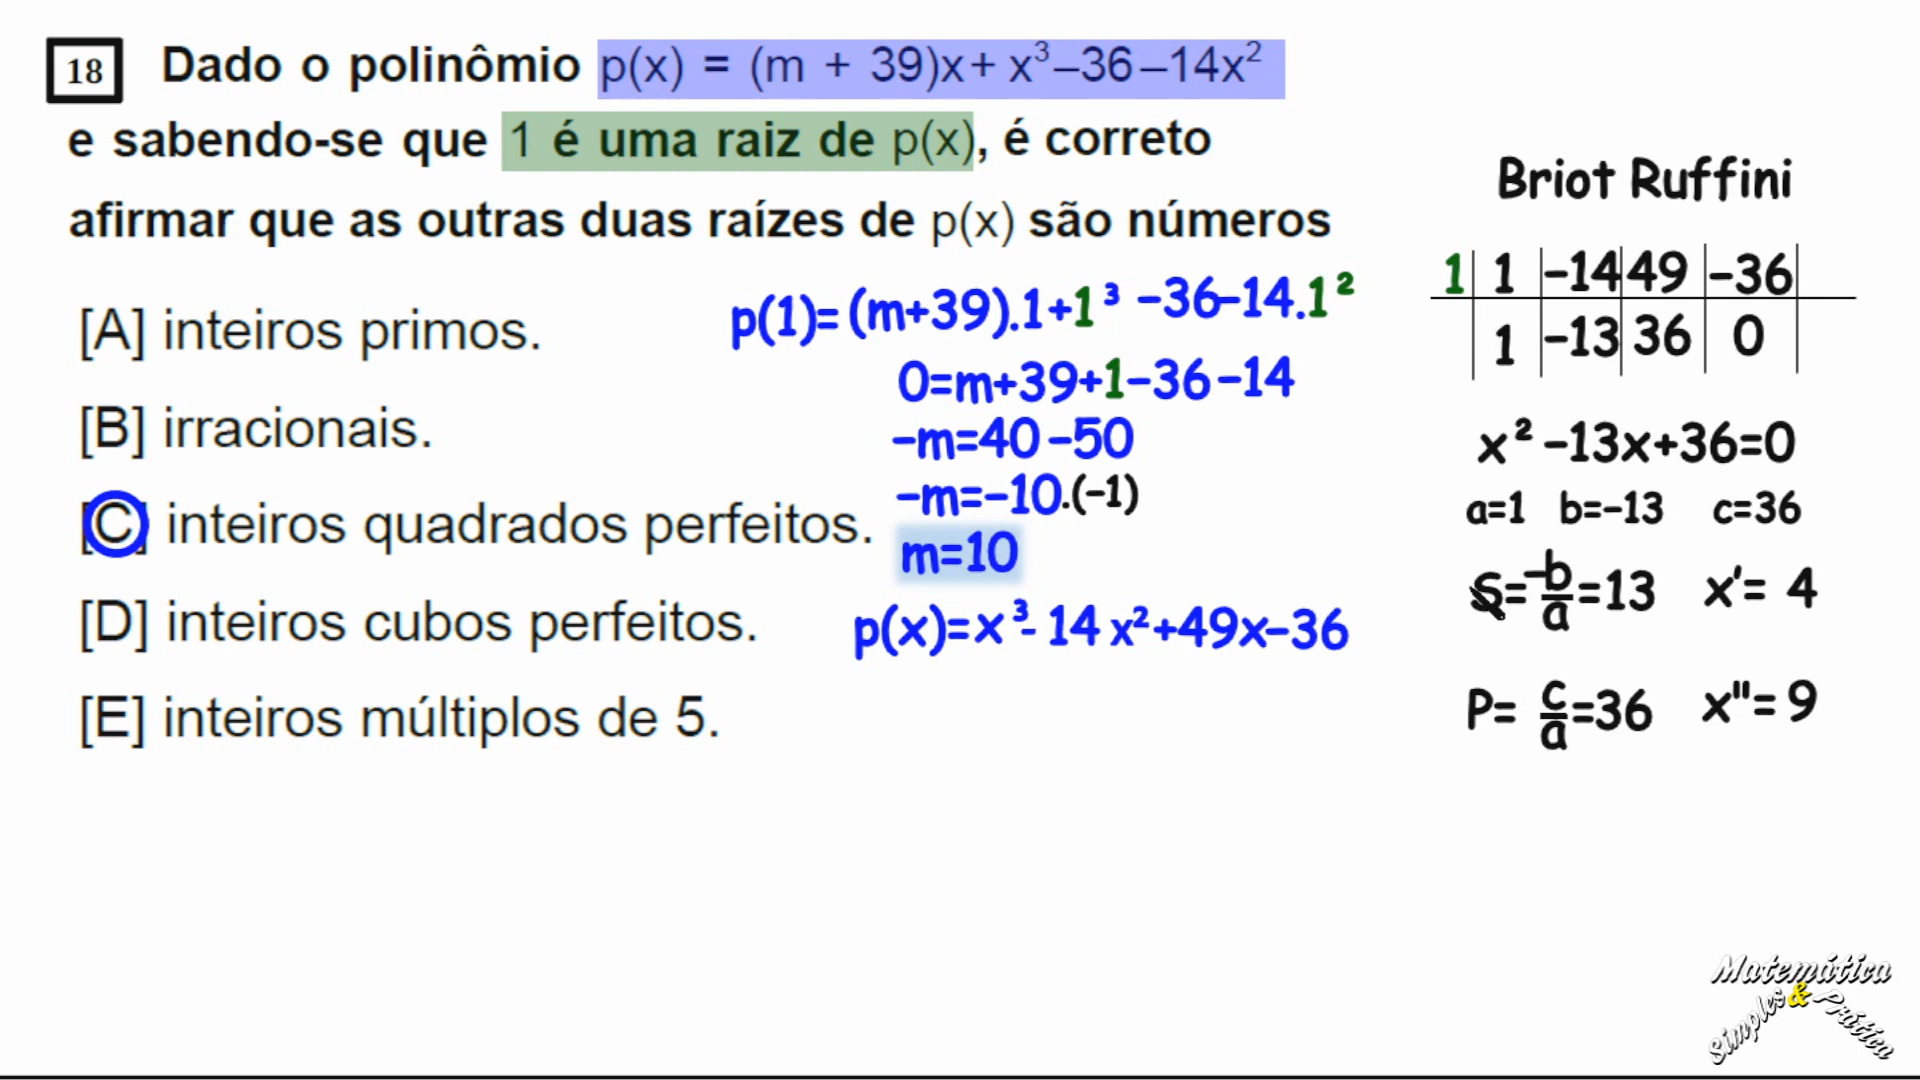 18 Dado o polinômio p(x) = (m + 39)x+ x³–36–14x²
e sabendo-se que 1 é uma raiz de p(x), é correto
afirmar que as outras duas raízes de p(x) são números
[A] inteiros primos.
[B] irracionais.
[C] inteiros quadrados perfeitos.
[D] inteiros cubos perfeitos.
[E] inteiros múltiplos de 5.
p(1)= (m+39).1+1³ -36-14.1²
0=m+39+1-36-14
-m=40-50
-m=-10.(-1)
m=10
p(x)=x³- 14 x²+49x-36
Briot Ruffini
1 1 -14 49 -36
1 -13 36 0
x² -13x+36=0
a=1 b=-13 c=36
S= -b/a =13 x'= 4
P= c/a =36 x"= 9
Matemática
Simples & Prática